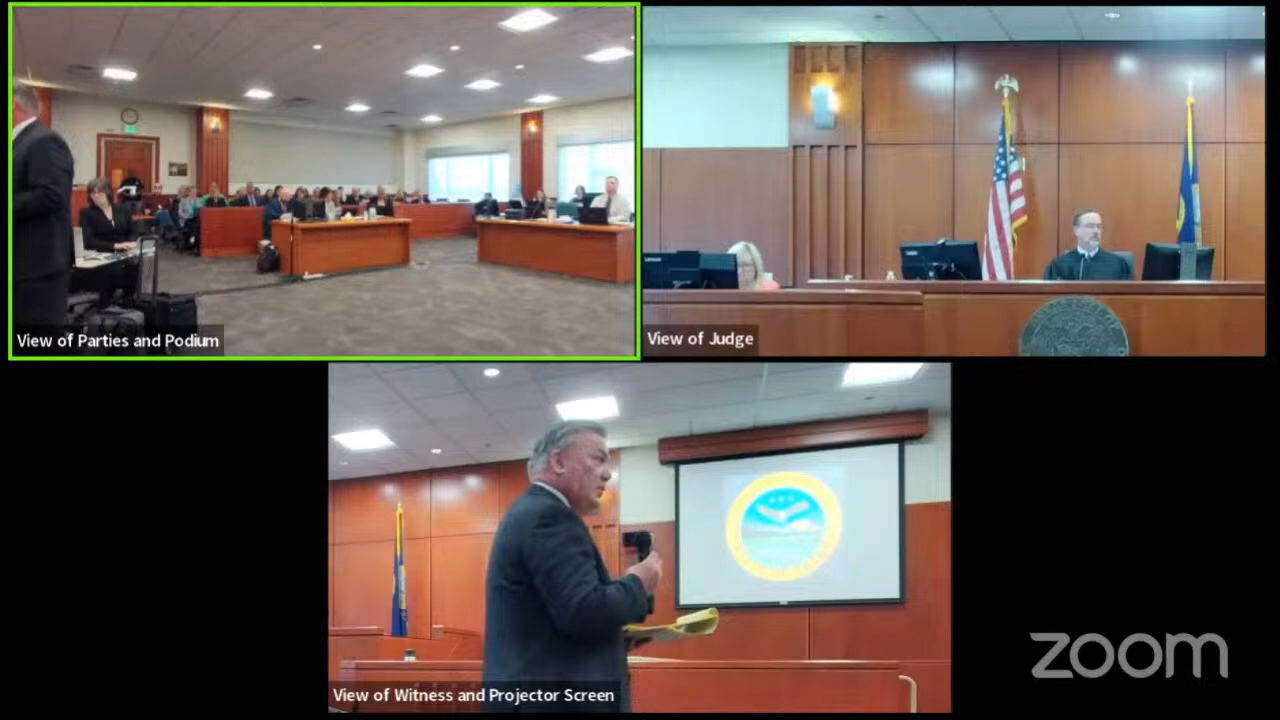 View of Parties and Podium
View of Judge
View of Witness and Projector Screen
zoom